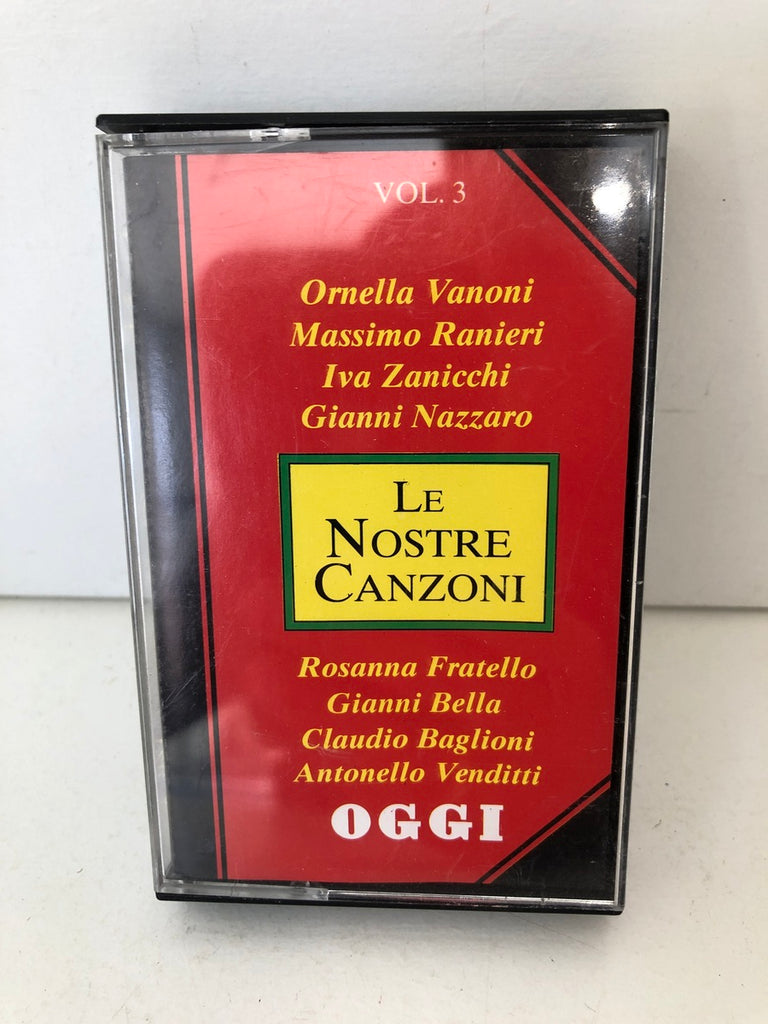 VOL. 3
Ornella Vanoni
Massimo Ranieri
Iva Zanicchi
Gianni Nazzaro
LE
NOSTRE
CANZONI
Rosanna Fratello
Gianni Bella
Claudio Baglioni
Antonello Venditti
OGGI